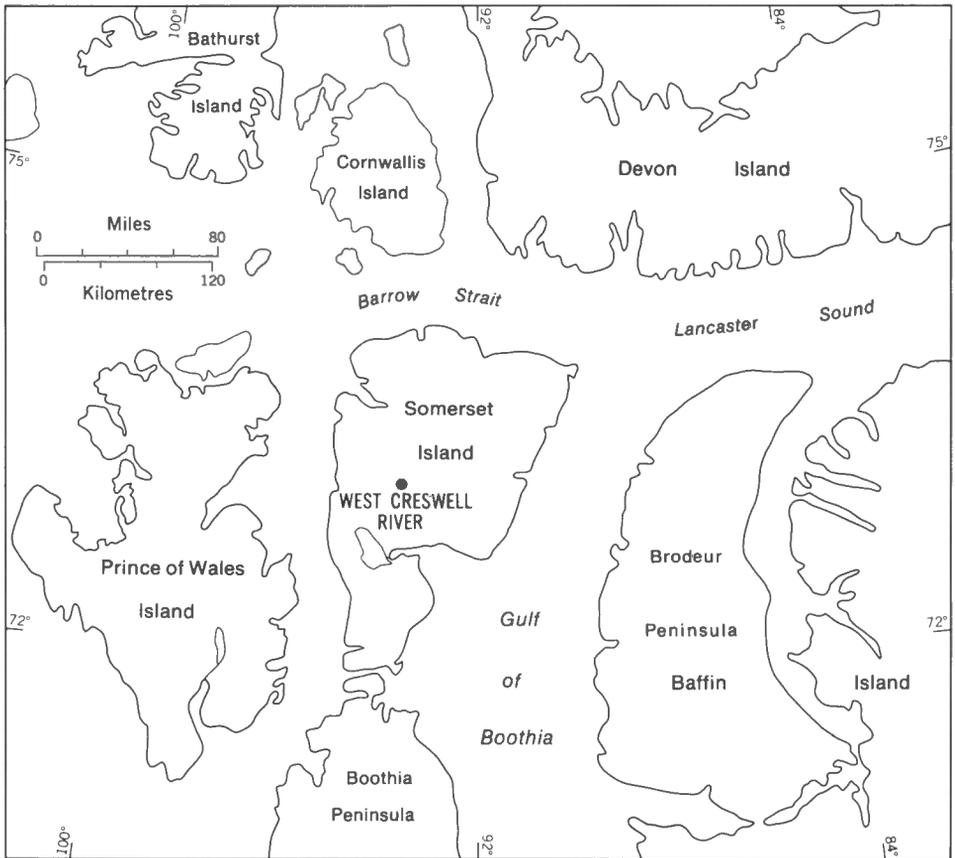 100°
92°
84°
Bathurst
Island
75°
75°
Cornwallis
Island
Devon Island
Miles
0 80
0 120
Kilometres
Barrow Strait
Lancaster Sound
Somerset
Island
WEST CRESWELL
RIVER
Prince of Wales
Island
Brodeur
Peninsula
Baffin Island
72°
72°
Gulf
of
Boothia
Boothia
Peninsula
100°
92°
84°